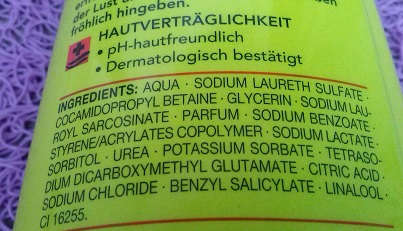 der Lust
fröhlich hingeben.
HAUTVERTRÄGLICHKEIT
• pH-hautfreundlich
• Dermatologisch bestätigt
INGREDIENTS: AQUA · SODIUM LAURETH SULFATE ·
COCAMIDOPROPYL BETAINE · GLYCERIN · SODIUM LAU-
ROYL SARCOSINATE · PARFUM · SODIUM BENZOATE ·
STYRENE/ACRYLATES COPOLYMER · SODIUM LACTATE ·
SORBITOL · UREA · POTASSIUM SORBATE · TETRASO-
DIUM DICARBOXYMETHYL GLUTAMATE · CITRIC ACID ·
SODIUM CHLORIDE · BENZYL SALICYLATE · LINALOOL ·
CI 16255.